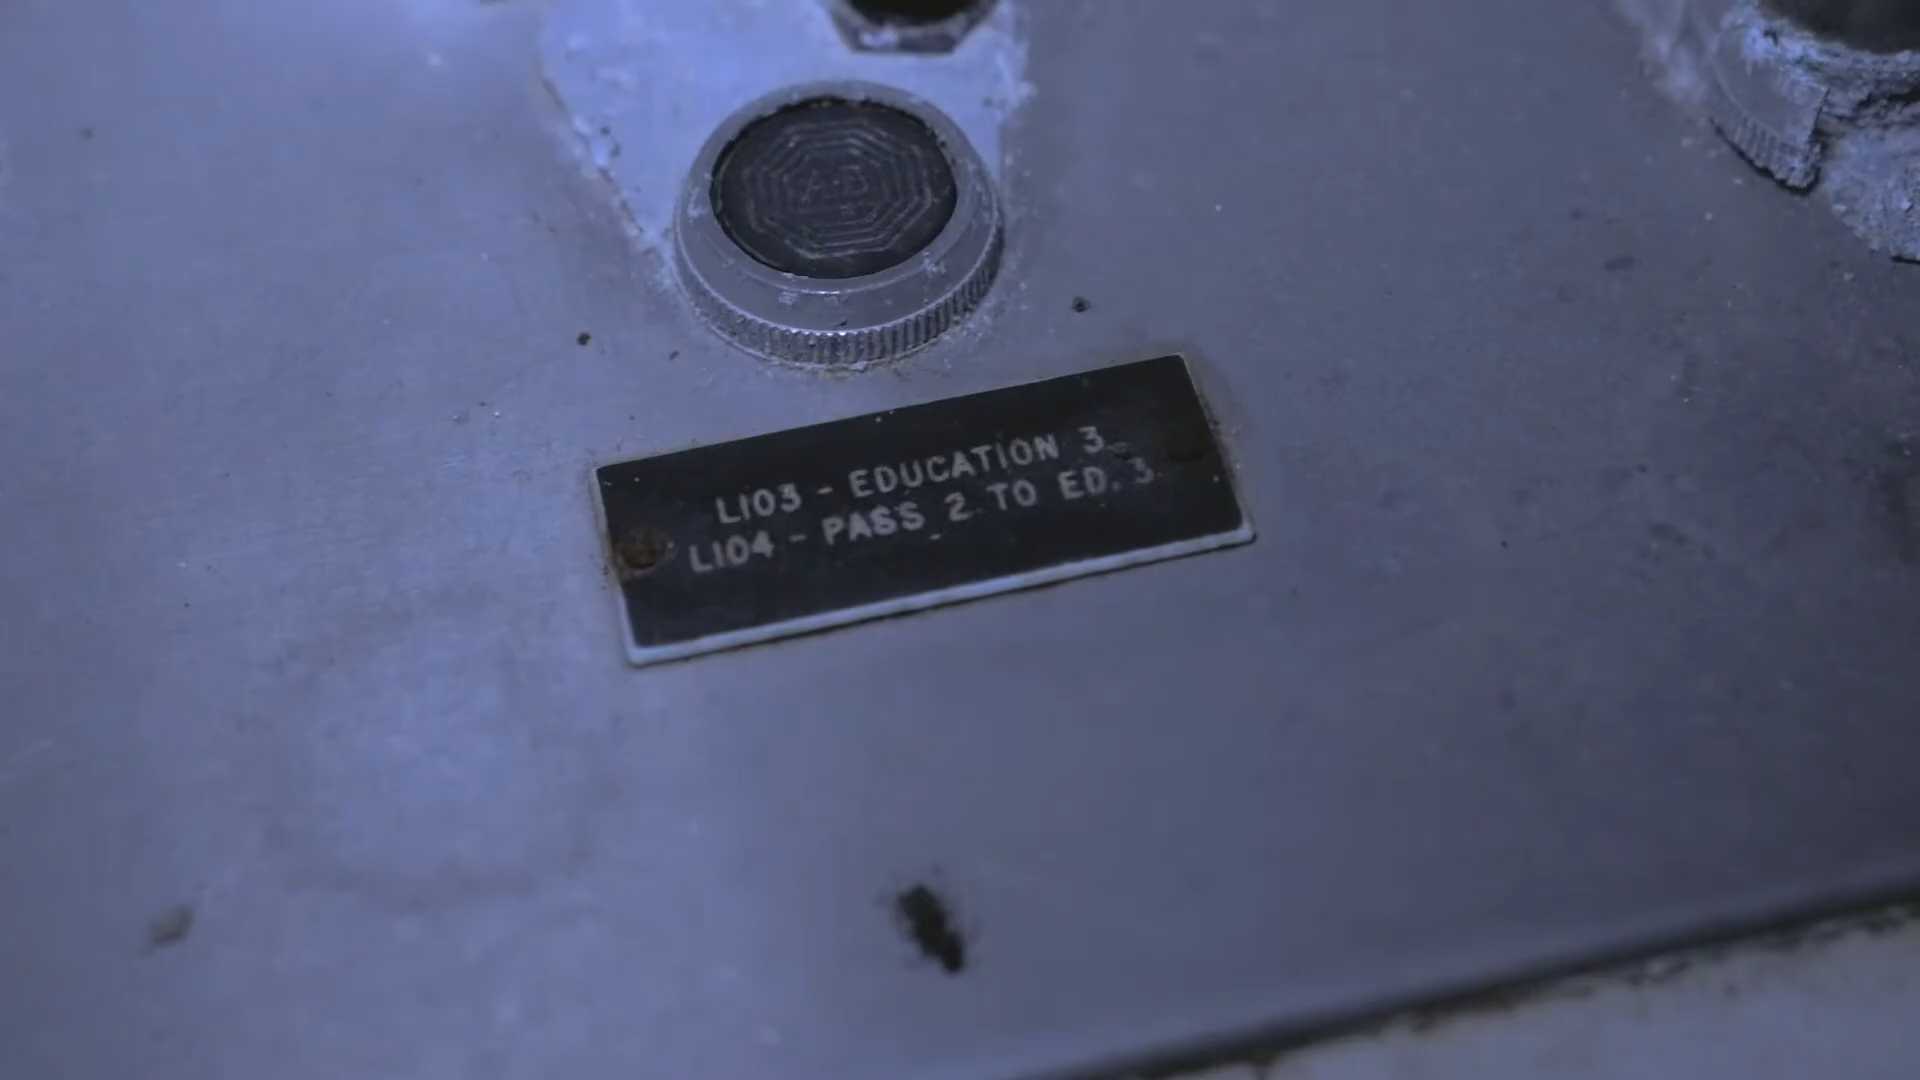 A-B
L103 - EDUCATION 3
L104 - PASS 2 TO ED. 3